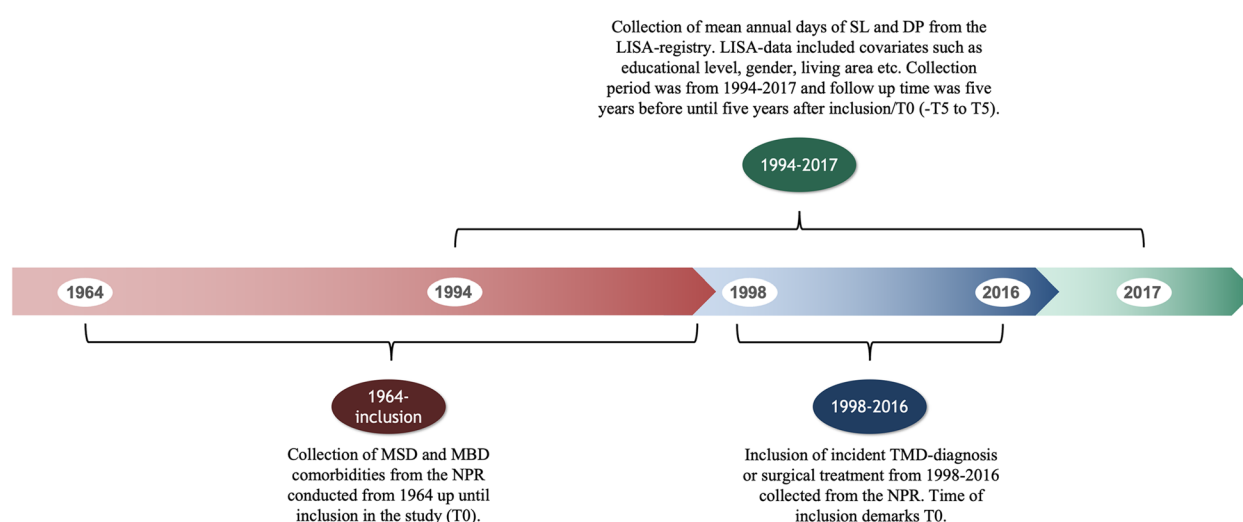 Collection of mean annual days of SL and DP from the
LISA-registry. LISA-data included covariates such as
educational level, gender, living area etc. Collection
period was from 1994-2017 and follow up time was five
years before until five years after inclusion/T0 (-T5 to T5).
1994-2017
1964
1994
1998
2016
2017
1964-
inclusion
Collection of MSD and MBD
comorbidities from the NPR
conducted from 1964 up until
inclusion in the study (T0).
1998-2016
Inclusion of incident TMD-diagnosis
or surgical treatment from 1998-2016
collected from the NPR. Time of
inclusion demarks T0.